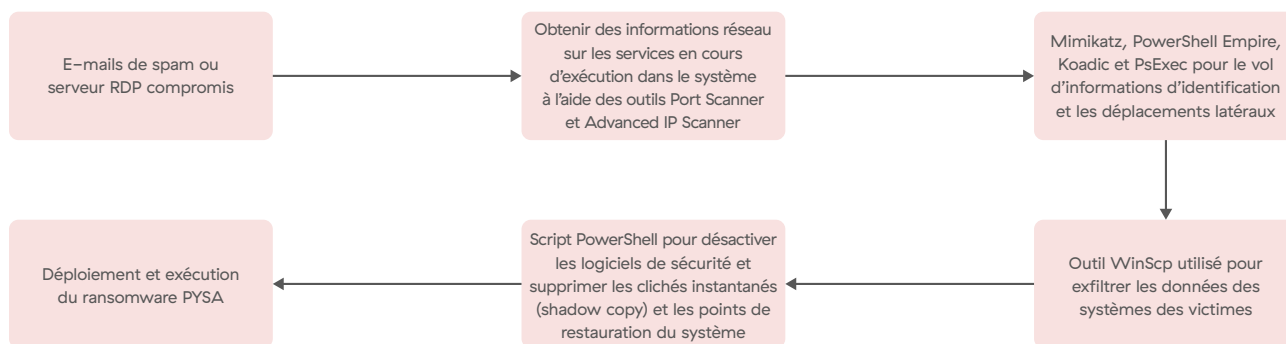 E-mails de spam ou
serveur RDP compromis
Obtenir des informations réseau
sur les services en cours
d'exécution dans le système
à l'aide des outils Port Scanner
et Advanced IP Scanner
Mimikatz, PowerShell Empire,
Koadic et PsExec pour le vol
d'informations d'identification
et les déplacements latéraux
Outil WinScp utilisé pour
exfiltrer les données des
systèmes des victimes
Script PowerShell pour désactiver
les logiciels de sécurité et
supprimer les clichés instantanés
(shadow copy) et les points de
restauration du système
Déploiement et exécution
du ransomware PYSA